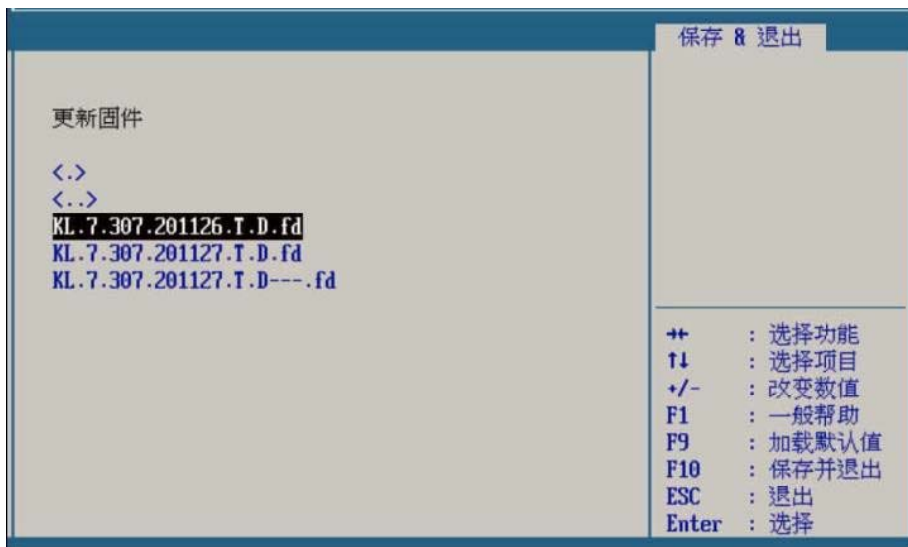 保存 & 退出
更新固件
<.>
<..>
KL.7.307.201126.T.D.fd
KL.7.307.201127.T.D.fd
KL.7.307.201127.T.D---.fd
→← : 选择功能
↑↓ : 选择项目
+/- : 改变数值
F1 : 一般帮助
F9 : 加载默认值
F10 : 保存并退出
ESC : 退出
Enter : 选择